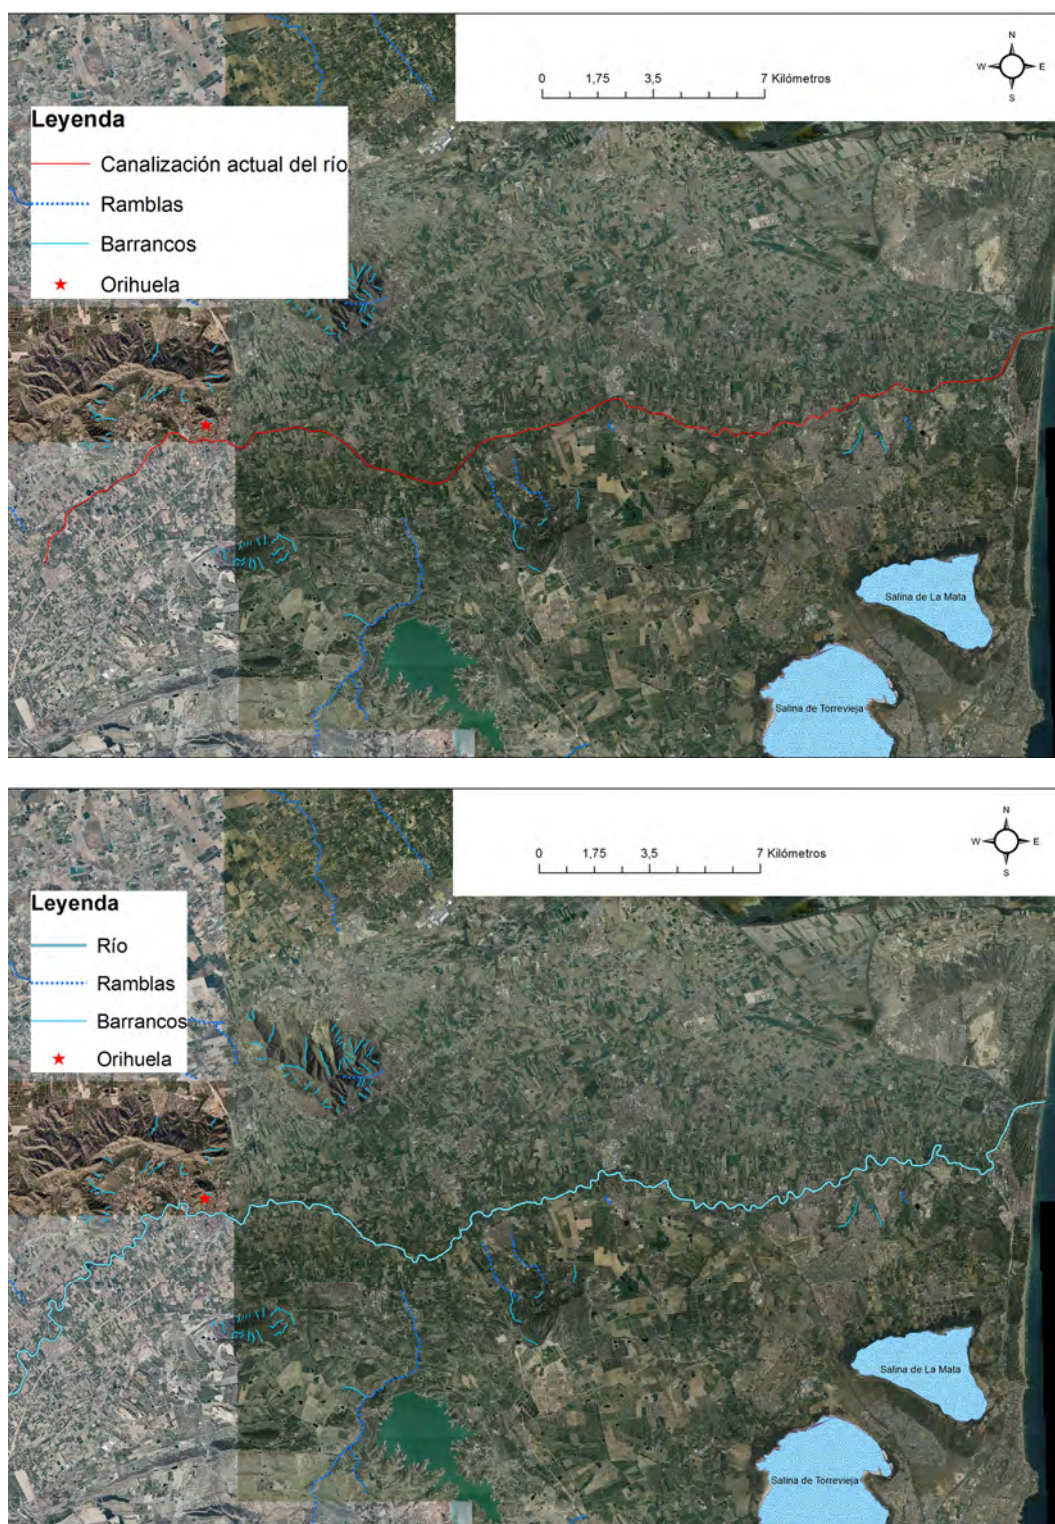 N
W E
S
0 1,75 3,5 7 Kilómetros
Leyenda
Canalización actual del río
Ramblas
Barrancos
Orihuela
Salina de La Mata
Salina de Torrevieja
N
W E
S
0 1,75 3,5 7 Kilómetros
Leyenda
Río
Ramblas
Barrancos
Orihuela
Salina de La Mata
Salina de Torrevieja